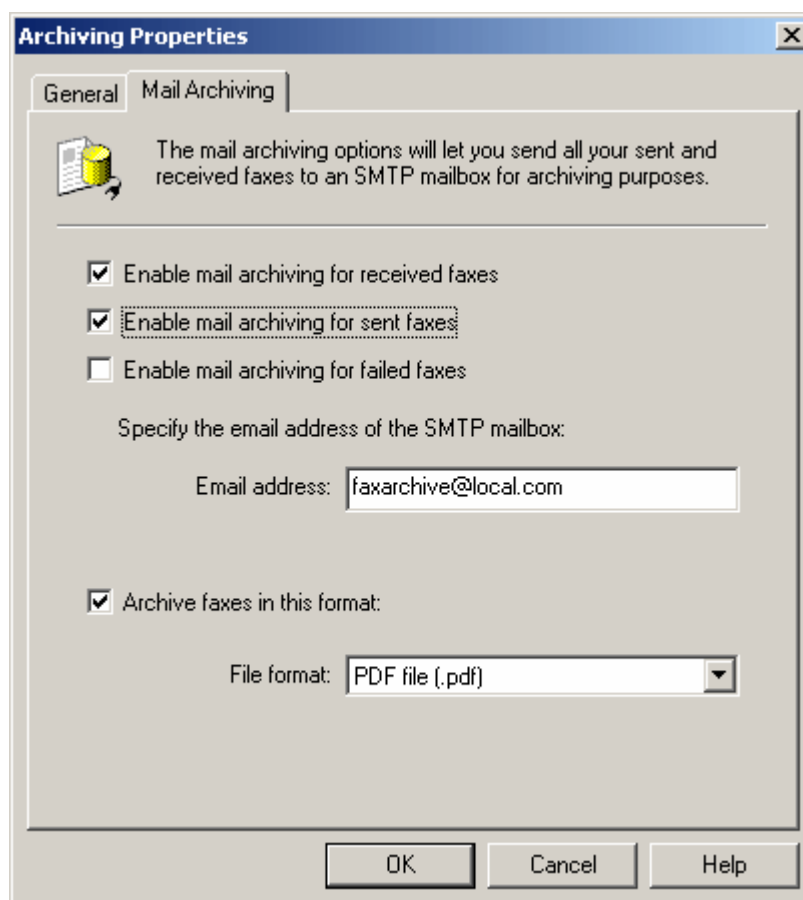 Archiving Properties
General
Mail Archiving
The mail archiving options will let you send all your sent and
received faxes to an SMTP mailbox for archiving purposes.
Enable mail archiving for received faxes
Enable mail archiving for sent faxes
Enable mail archiving for failed faxes
Specify the email address of the SMTP mailbox:
Email address: faxarchive@local.com
Archive faxes in this format:
File format: PDF file (.pdf)
OK Cancel Help